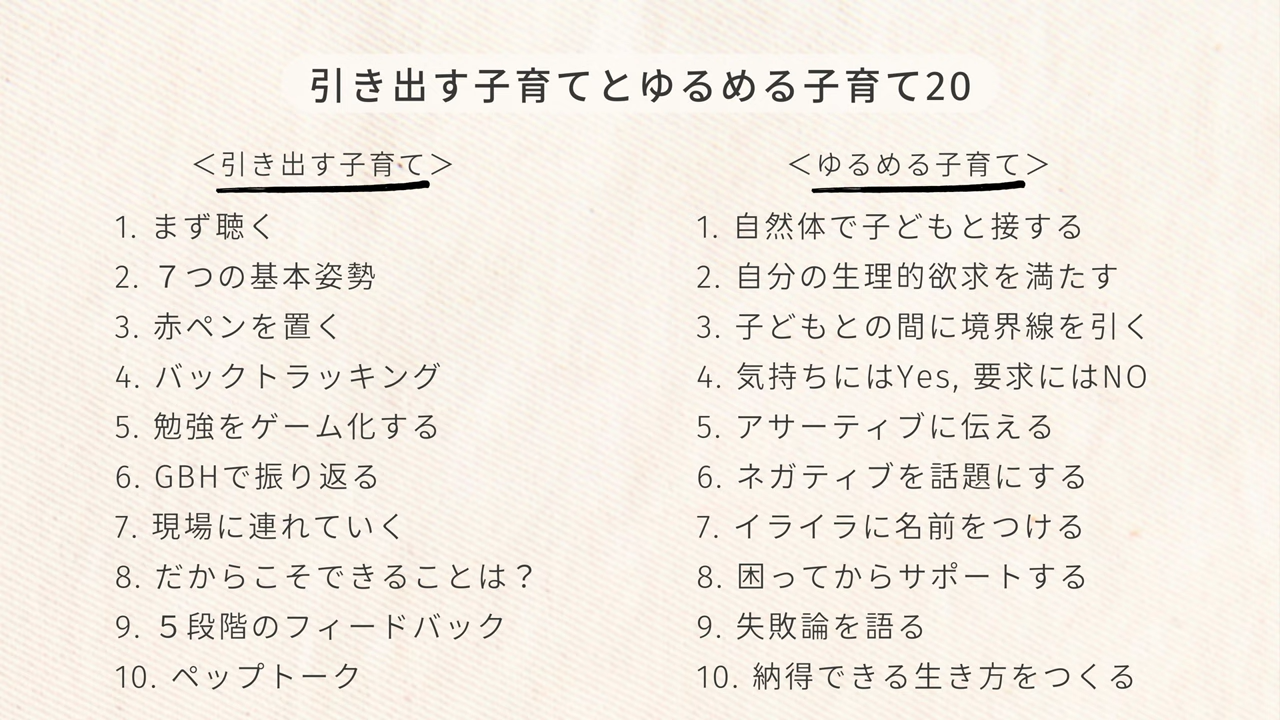 引き出す子育てとゆるめる子育て20
＜引き出す子育て＞
1. まず聴く
2. ７つの基本姿勢
3. 赤ペンを置く
4. バックトラッキング
5. 勉強をゲーム化する
6. GBHで振り返る
7. 現場に連れていく
8. だからこそできることは？
9. ５段階のフィードバック
10. ペップトーク
＜ゆるめる子育て＞
1. 自然体で子どもと接する
2. 自分の生理的欲求を満たす
3. 子どもとの間に境界線を引く
4. 気持ちにはYes, 要求にはNO
5. アサーティブに伝える
6. ネガティブを話題にする
7. イライラに名前をつける
8. 困ってからサポートする
9. 失敗論を語る
10. 納得できる生き方をつくる